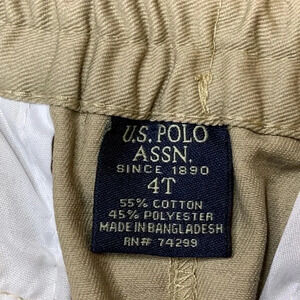 U.S. POLO
ASSN.
SINCE 1890
4T
55% COTTON
45% POLYESTER
MADE IN BANGLADESH
RN# 74299